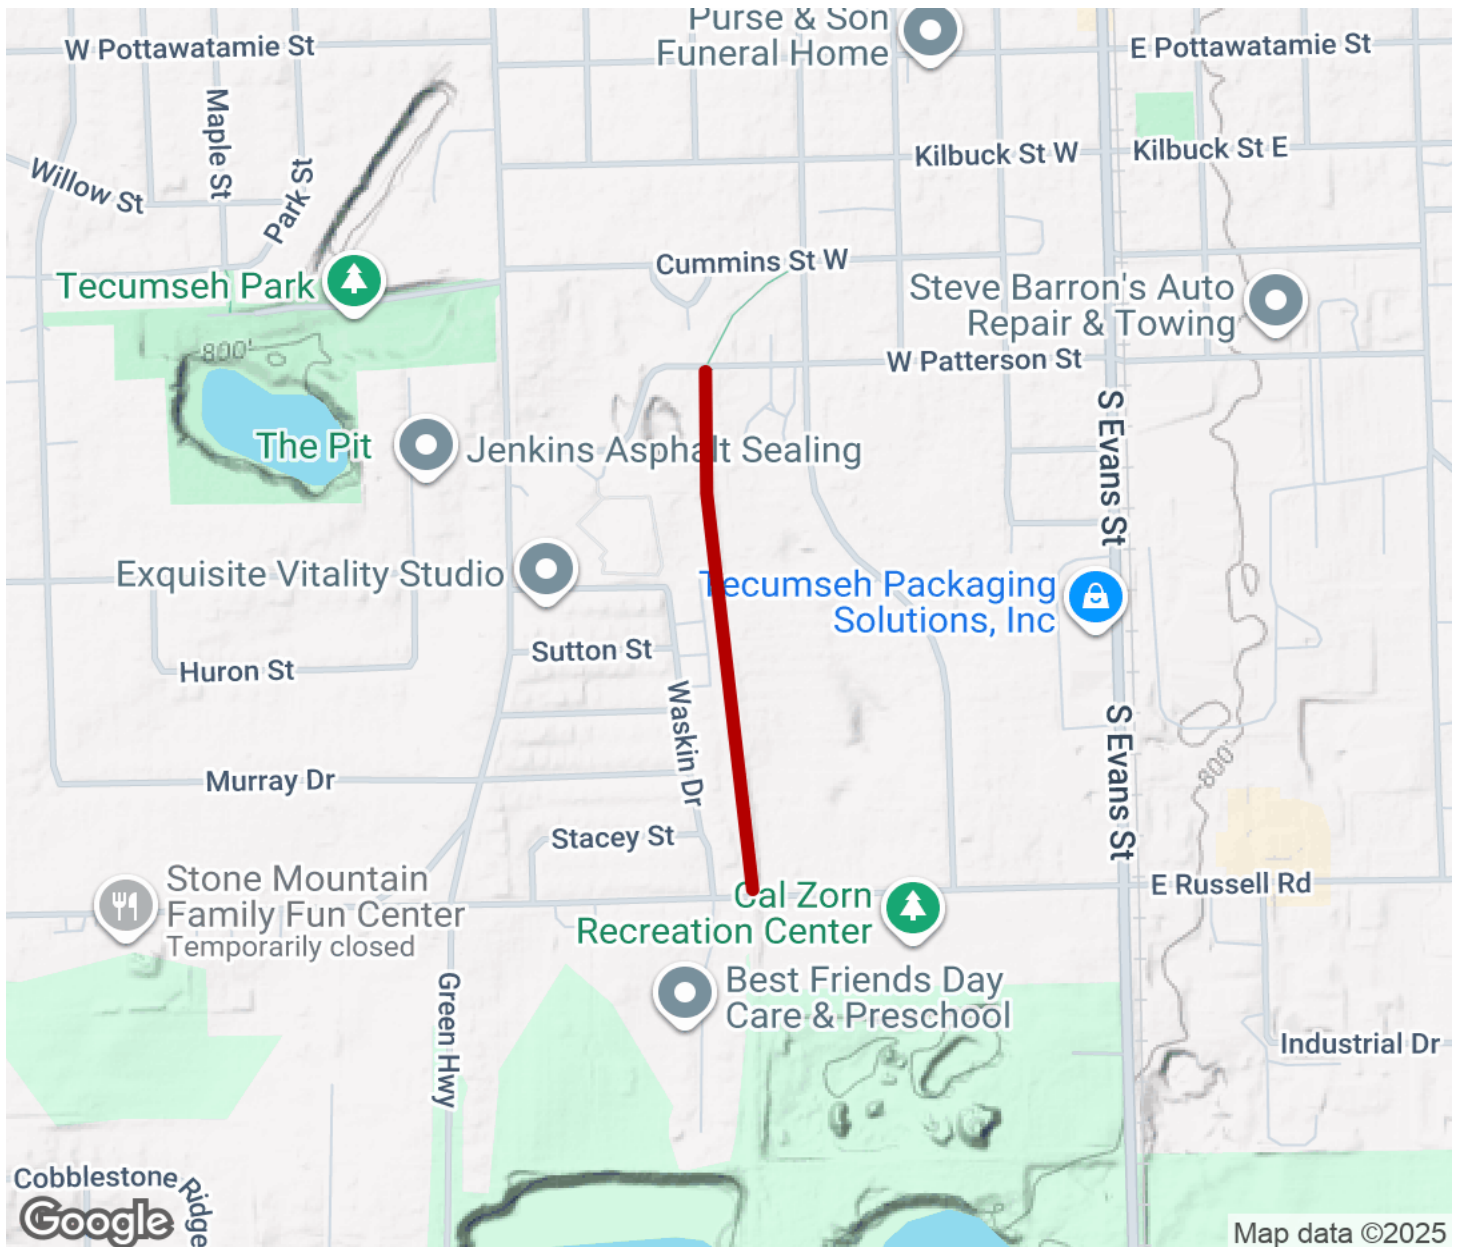 Purse & Son
Funeral Home
W Pottawatamie St
E Pottawatamie St
Maple St
Willow St
Park St
Kilbuck St W
Kilbuck St E
Cummins St W
Tecumseh Park
Steve Barron's Auto
Repair & Towing
800'
W Patterson St
The Pit
Jenkins Asphalt Sealing
S Evans St
Exquisite Vitality Studio
Tecumseh Packaging
Solutions, Inc
Sutton St
Huron St
Waskin Dr
S Evans St
800'
Murray Dr
Stacey St
Stone Mountain
Family Fun Center
Temporarily closed
Cal Zorn
Recreation Center
E Russell Rd
Best Friends Day
Care & Preschool
Green Hwy
Industrial Dr
Cobblestone Ridge
Google
Map data ©2025